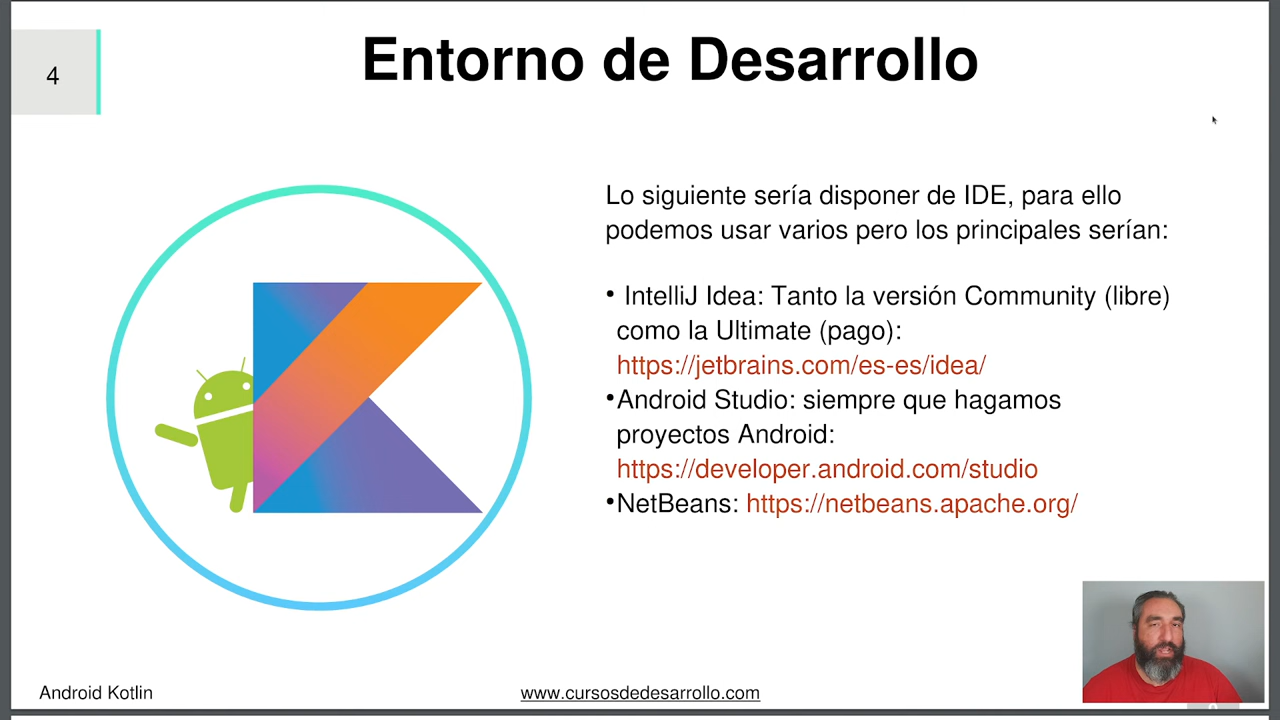 4
Entorno de Desarrollo
Lo siguiente sería disponer de IDE, para ello
podemos usar varios pero los principales serían:
• IntelliJ Idea: Tanto la versión Community (libre)
como la Ultimate (pago):
https://jetbrains.com/es-es/idea/
•Android Studio: siempre que hagamos
proyectos Android:
https://developer.android.com/studio
•NetBeans: https://netbeans.apache.org/
Android Kotlin
www.cursosdedesarrollo.com